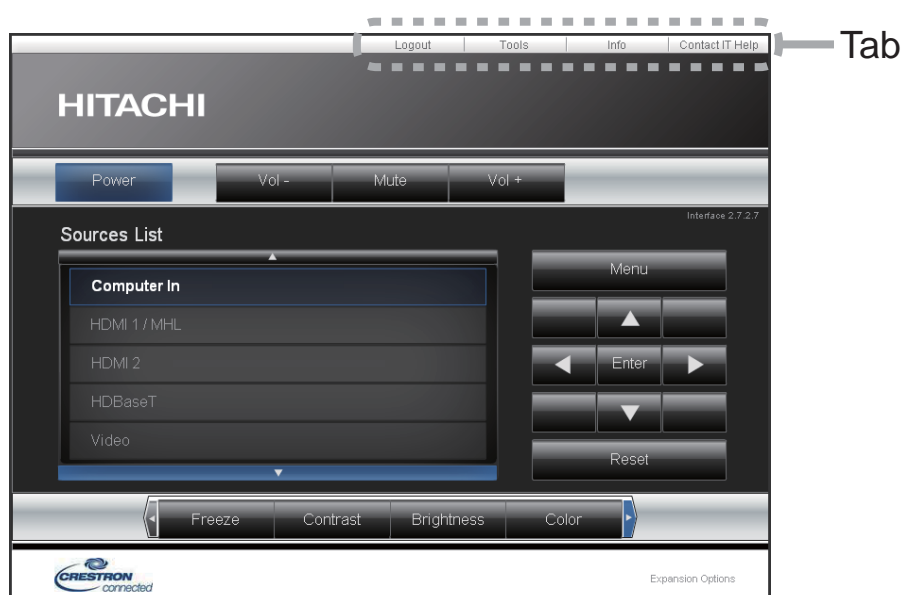 Logout Tools Info Contact IT Help
Tab
HITACHI
Power Vol - Mute Vol +
Interface 2.7.2.7
Sources List
Computer In
HDMI 1 / MHL
HDMI 2
HDBaseT
Video
Menu
Enter
Reset
Freeze Contrast Brightness Color
CRESTRON
connected
Expansion Options